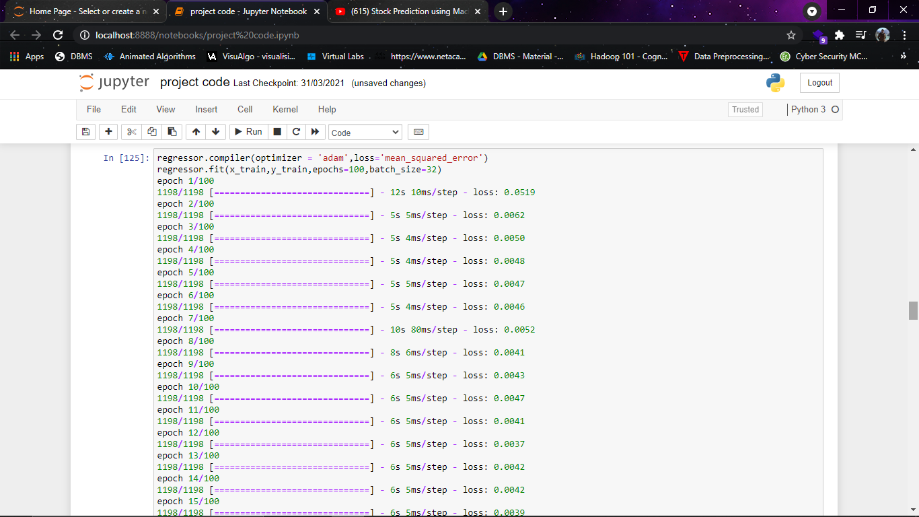 Home Page - Select or create a n
project code - Jupyter Notebook
(615) Stock Prediction using Mac
localhost:8888/notebooks/project%20code.ipynb
9
Apps
DBMS
Animated Algorithms
VA VisuAlgo - visualisi...
Virtual Labs
https://www.netaca...
DBMS - Material -...
Hadoop 101 - Cogn...
Data Preprocessing...
Cyber Security MC...
»
jupyter project code Last Checkpoint: 31/03/2021 (unsaved changes)
Logout
File Edit View Insert Cell Kernel Help
Trusted
Python 3
Run
Code
In [125]: regressor.compiler(optimizer = 'adam',loss='mean_squared_error')
regressor.fit(x_train,y_train,epochs=100,batch_size=32)
epoch 1/100
1198/1198 [==============================] - 12s 10ms/step - loss: 0.0519
epoch 2/100
1198/1198 [==============================] - 5s 5ms/step - loss: 0.0062
epoch 3/100
1198/1198 [==============================] - 5s 4ms/step - loss: 0.0050
epoch 4/100
1198/1198 [==============================] - 5s 4ms/step - loss: 0.0048
epoch 5/100
1198/1198 [==============================] - 5s 5ms/step - loss: 0.0047
epoch 6/100
1198/1198 [==============================] - 5s 4ms/step - loss: 0.0046
epoch 7/100
1198/1198 [==============================] - 10s 80ms/step - loss: 0.0052
epoch 8/100
1198/1198 [==============================] - 8s 6ms/step - loss: 0.0041
epoch 9/100
1198/1198 [==============================] - 6s 5ms/step - loss: 0.0043
epoch 10/100
1198/1198 [==============================] - 6s 5ms/step - loss: 0.0047
epoch 11/100
1198/1198 [==============================] - 6s 5ms/step - loss: 0.0041
epoch 12/100
1198/1198 [==============================] - 6s 5ms/step - loss: 0.0037
epoch 13/100
1198/1198 [==============================] - 6s 5ms/step - loss: 0.0042
epoch 14/100
1198/1198 [==============================] - 6s 5ms/step - loss: 0.0042
epoch 15/100
1198/1198 [==============================] - 6s 5ms/step - loss: 0.0039